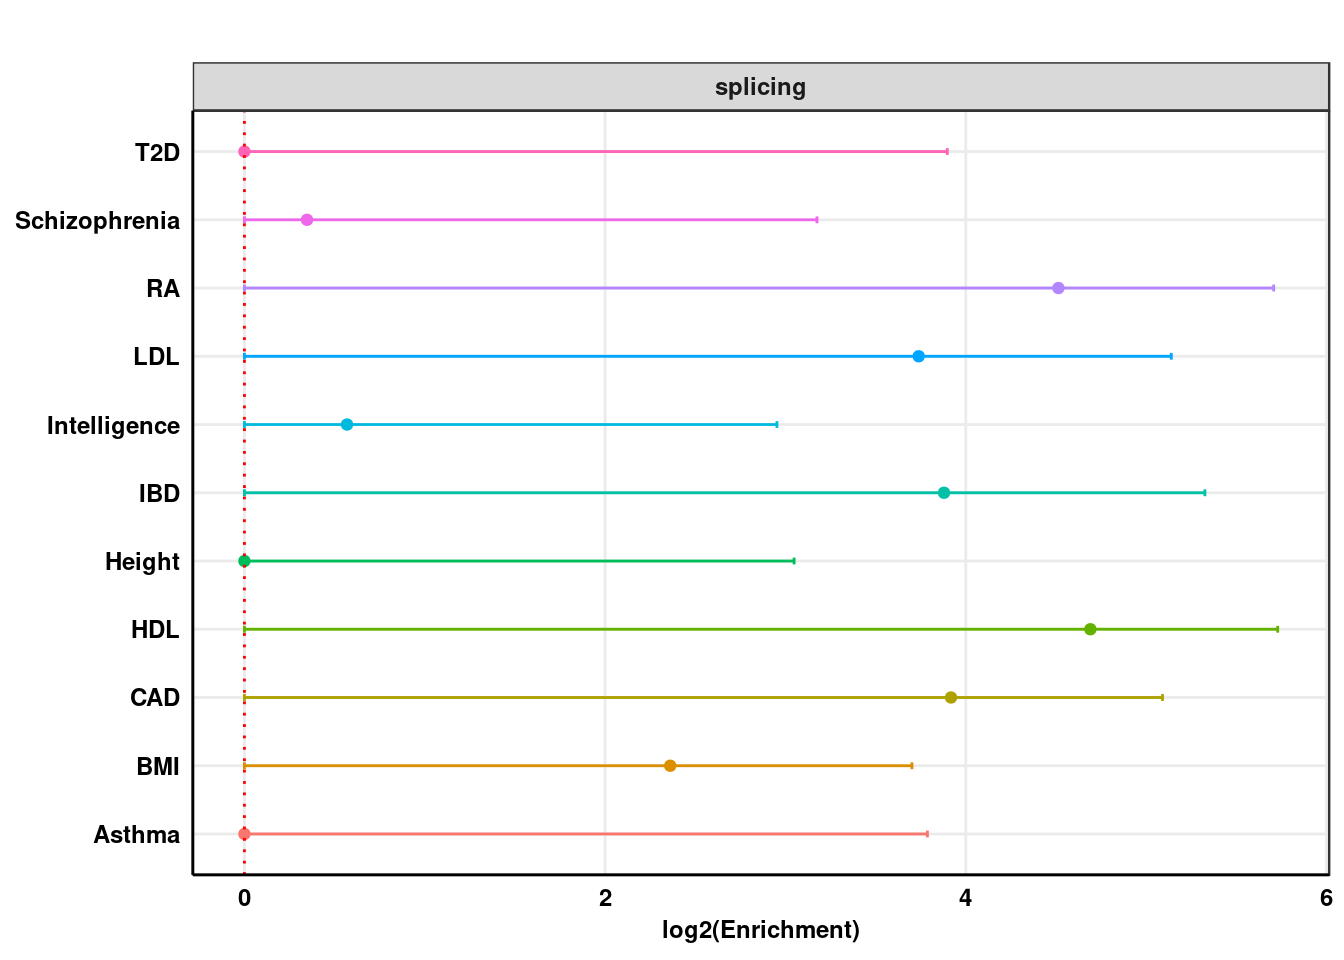 splicing
T2D
Schizophrenia
RA
LDL
Intelligence
IBD
Height
HDL
CAD
BMI
Asthma
0 2 4 6
log2(Enrichment)